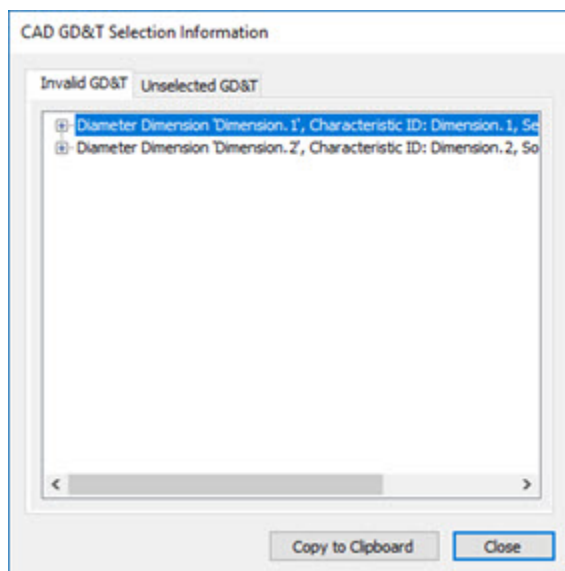 CAD GD&T Selection Information
Invalid GD&T Unselected GD&T
Diameter Dimension 'Dimension.1', Characteristic ID: Dimension.1, Se
Diameter Dimension 'Dimension.2', Characteristic ID: Dimension.2, So
Copy to Clipboard Close